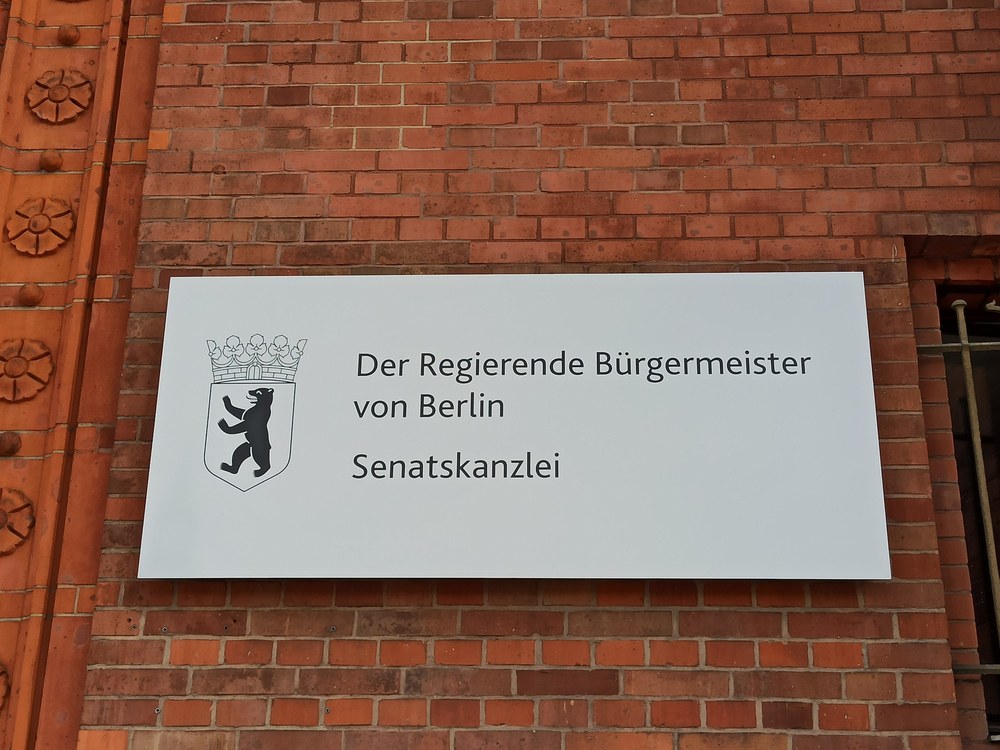 Der Regierende Bürgermeister
von Berlin
Senatskanzlei